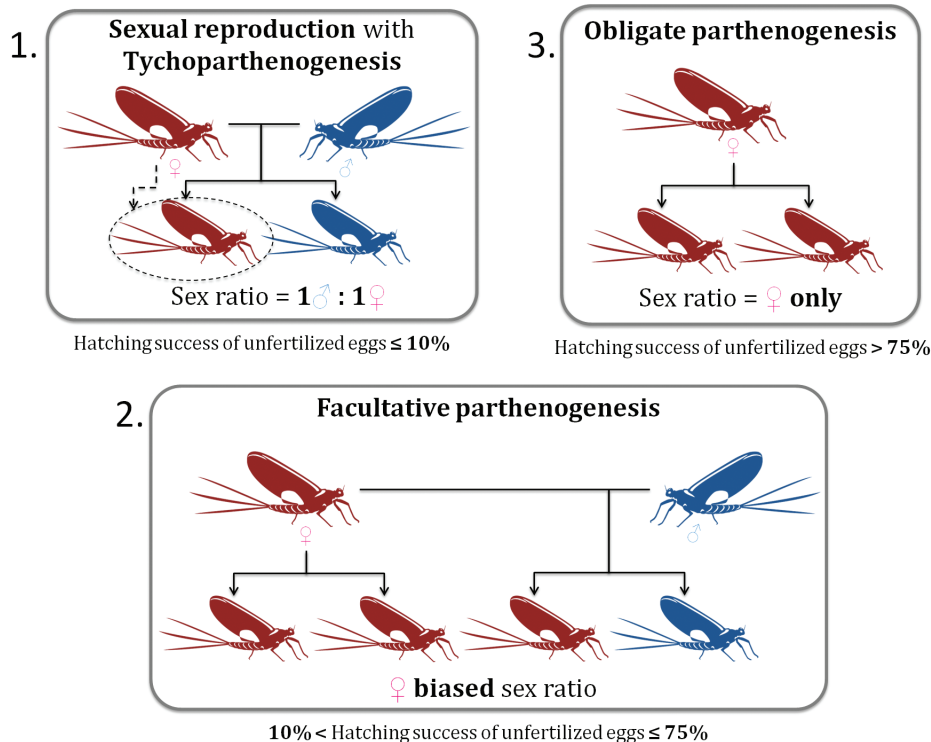 1.
Sexual reproduction with
Tychoparthenogenesis
♀
♂
Sex ratio = 1♂ : 1♀
Hatching success of unfertilized eggs ≤ 10%
3.
Obligate parthenogenesis
♀
Sex ratio = ♀ only
Hatching success of unfertilized eggs > 75%
2.
Facultative parthenogenesis
♀
♂
♀ biased sex ratio
10% < Hatching success of unfertilized eggs ≤ 75%